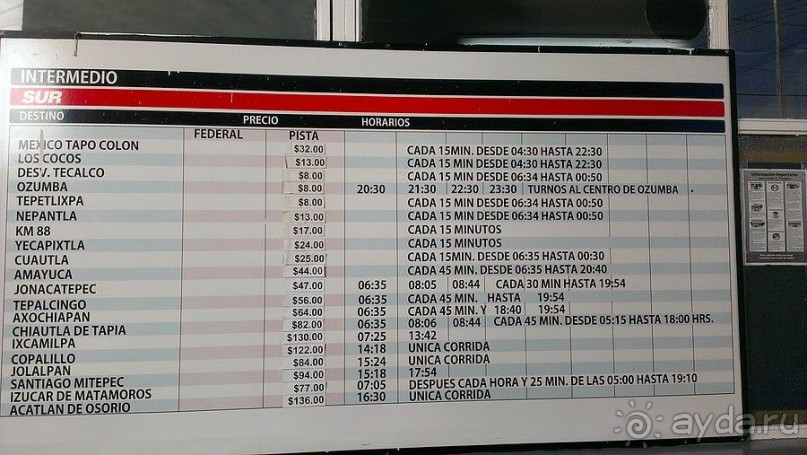 INTERMEDIO
SUR
DESTINO PRECIO HORARIOS
FEDERAL PISTA
MEXICO TAPO COLON $32.00 CADA 15MIN. DESDE 04:30 HASTA 22:30
LOS COCOS $13.00 CADA 15 MIN DESDE 04:30 HASTA 22:30
DESV. TECALCO $8.00 CADA 15 MIN DESDE 06:34 HASTA 00:50
OZUMBA $8.00 20:30 21:30 22:30 23:30 TURNOS AL CENTRO DE OZUMBA
TEPETLIXPA $8.00 CADA 15 MIN DESDE 06:34 HASTA 00:50
NEPANTLA $13.00 CADA 15 MIN DESDE 06:34 HASTA 00:50
KM 88 $17.00 CADA 15 MINUTOS
YECAPIXTLA $24.00 CADA 15 MINUTOS
CUAUTLA $25.00 CADA 15MIN. DESDE 06:35 HASTA 00:30
AMAYUCA $44.00 CADA 45 MIN. DESDE 06:35 HASTA 20:40
JONACATEPEC $47.00 06:35 08:05 08:44 CADA 30 MIN HASTA 19:54
TEPALCINGO $56.00 06:35 CADA 45 MIN. HASTA 19:54
AXOCHIAPAN $64.00 06:35 CADA 45 MIN. Y 18:40 19:54
CHIAUTLA DE TAPIA $82.00 06:35 08:06 08:44 CADA 45 MIN. DESDE 05:15 HASTA 18:00 HRS.
IXCAMILPA $130.00 07:25 13:42
COPALILLO $122.00 14:18 UNICA CORRIDA
JOLALPAN $84.00 15:24 UNICA CORRIDA
SANTIAGO MITEPEC $94.00 15:18 17:54
IZUCAR DE MATAMOROS $77.00 07:05 DESPUES CADA HORA Y 25 MIN. DE LAS 05:00 HASTA 19:10
ACATLAN DE OSORIO $136.00 16:30 UNICA CORRIDA
Información Importante
ayda.ru